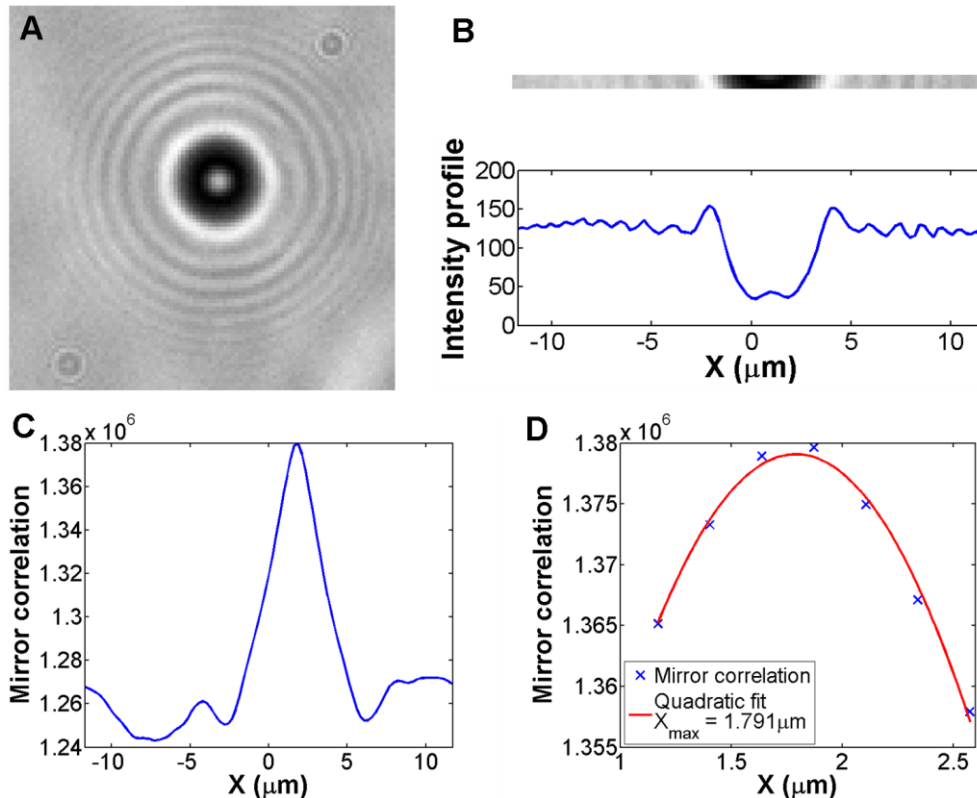 A
B
200
150
100
50
0
Intensity profile
-10 -5 0 5 10
X (μm)
C
x 10^6
1.38
1.36
1.34
1.32
1.3
1.28
1.26
1.24
Mirror correlation
-10 -5 0 5 10
X (μm)
D
x 10^6
1.38
1.375
1.37
1.365
1.36
1.355
Mirror correlation
Mirror correlation
Quadratic fit
X_max = 1.791μm
1 1.5 2 2.5
X (μm)